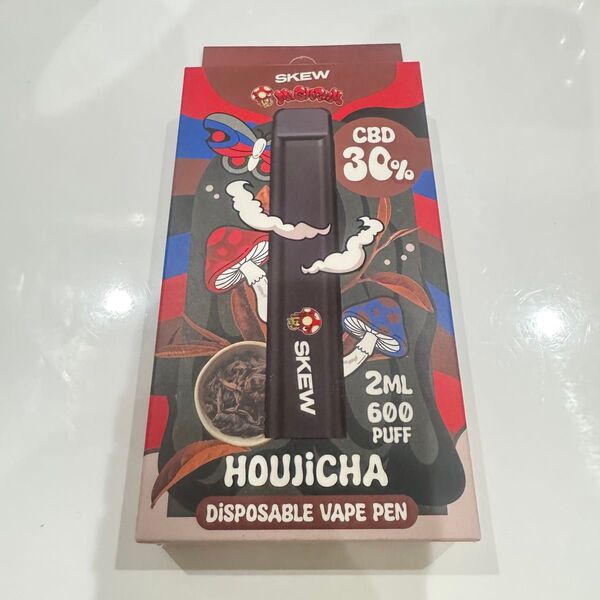 SKEW
CBD
30%
SKEW
2ML
600
PUFF
HOUJiCHA
DiSPOSABLE VAPE PEN